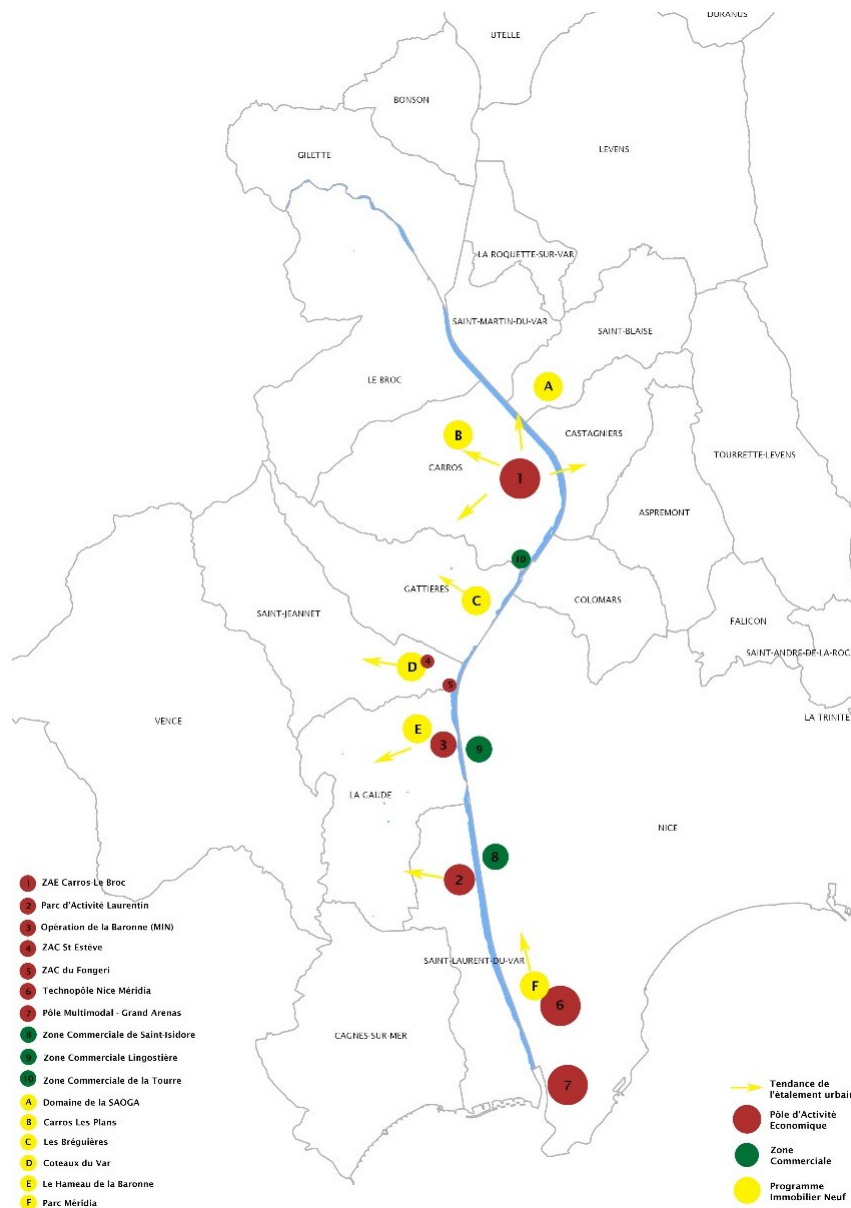 DURANUS
UTELLE
BONSON
LEVENS
GILETTE
LA ROQUETTE-SUR-VAR
SAINT-MARTIN-DU-VAR
SAINT-BLAISE
LE BROC
A
B
CASTAGNIERS
CARROS
TOURRETTE-LEVENS
1
ASPREMONT
10
GATTIERES
C
COLOMARS
SAINT-JEANNET
FALICON
SAINT-ANDRE-DE-LA-ROC
D
4
5
LA TRINITE
VENCE
E
3
9
LA GAUDE
NICE
8
2
SAINT-LAURENT-DU-VAR
F
6
CAGNES-SUR-MER
7
1 ZAE Carros-Le Broc
2 Parc d'Activité Laurentin
3 Opération de la Baronne (MIN)
4 ZAC St Estève
5 ZAC du Fongeri
6 Technopôle Nice Méridia
7 Pôle Multimodal - Grand Arenas
8 Zone Commerciale de Saint-Isidore
9 Zone Commerciale Lingostière
10 Zone Commerciale de la Tourre
A Domaine de la SAOGA
B Carros Les Plans
C Les Bréguières
D Coteaux du Var
E Le Hameau de la Baronne
F Parc Méridia
Tendance de
l'étalement urbain
Pôle d'Activité
Economique
Zone
Commerciale
Programme
Immobilier Neuf